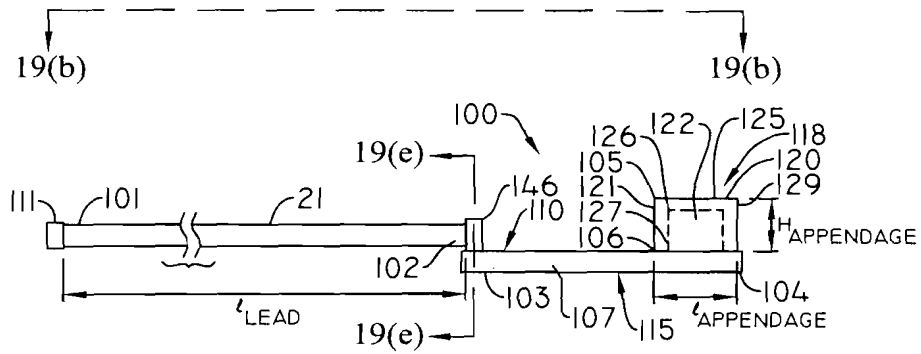 19(b) 19(b)
100
126 122 125 118
19(e) 105 120
146 121 129
111 101 21 110 127
102 106 H APPENDAGE
ℓ LEAD 103 107 115 104
ℓ APPENDAGE
19(e)